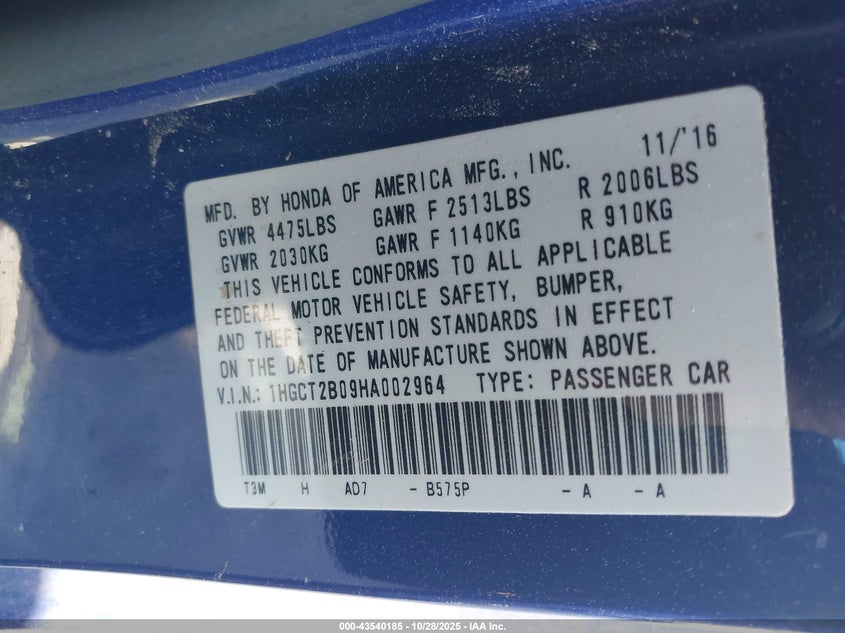 11/'16
MFD. BY HONDA OF AMERICA MFG., INC.
GVWR 4475LBS GAWR F 2513LBS R 2006LBS
GVWR 2030KG GAWR F 1140KG R 910KG
THIS VEHICLE CONFORMS TO ALL APPLICABLE
FEDERAL MOTOR VEHICLE SAFETY, BUMPER,
AND THEFT PREVENTION STANDARDS IN EFFECT
ON THE DATE OF MANUFACTURE SHOWN ABOVE.
V.I.N.: 1HGCT2B09HA002964 TYPE: PASSENGER CAR
T3M H AD7 - B575P - A - A
000-43540185 - 10/28/2025 - IAA Inc.